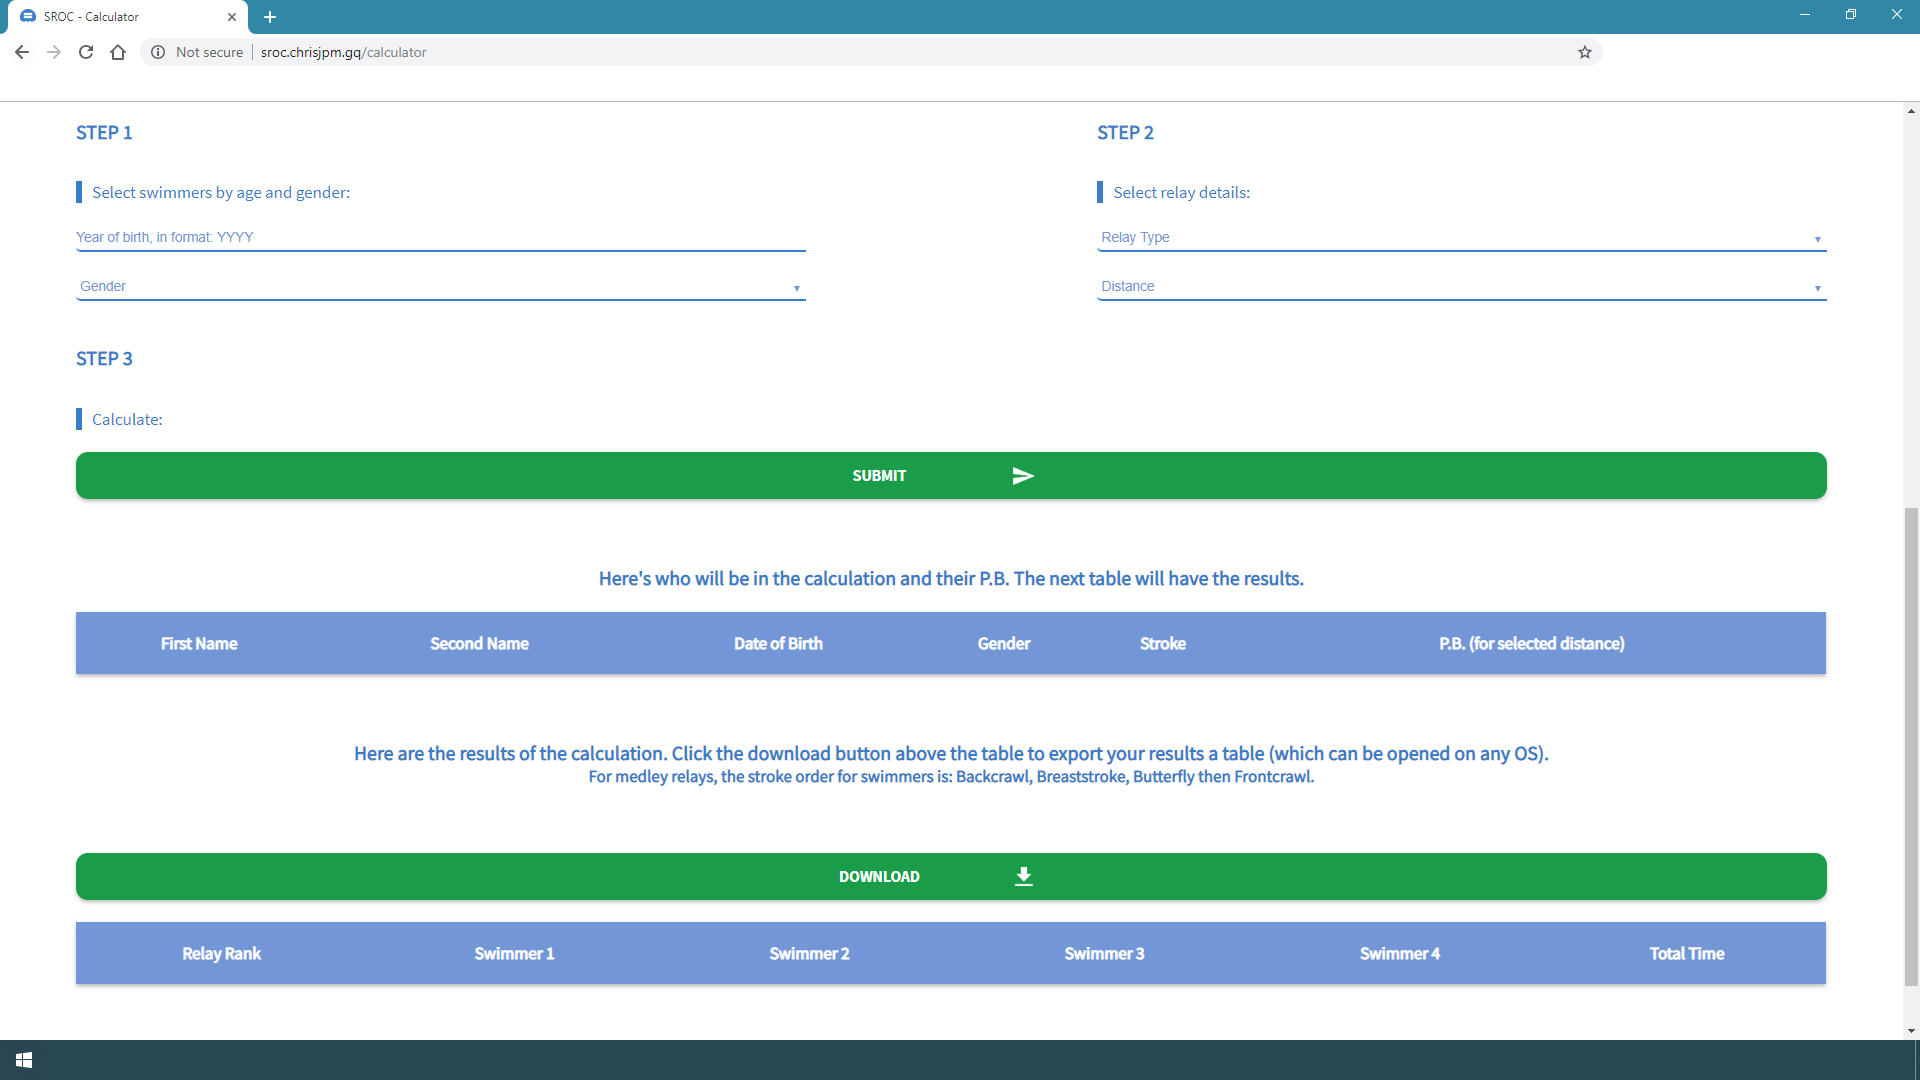 SROC - Calculator
Not secure
sroc.chrisjpm.gq/calculator
STEP 1
Select swimmers by age and gender:
Year of birth, in format: YYYY
Gender
STEP 2
Select relay details:
Relay Type
Distance
STEP 3
Calculate:
SUBMIT
Here's who will be in the calculation and their P.B. The next table will have the results.
First Name Second Name Date of Birth Gender Stroke P.B. (for selected distance)
Here are the results of the calculation. Click the download button above the table to export your results a table (which can be opened on any OS).
For medley relays, the stroke order for swimmers is: Backcrawl, Breaststroke, Butterfly then Frontcrawl.
DOWNLOAD
Relay Rank Swimmer 1 Swimmer 2 Swimmer 3 Swimmer 4 Total Time